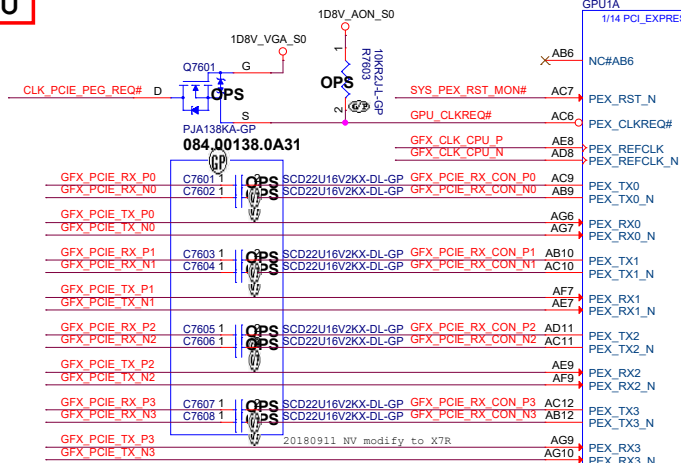 U
GPU1A
1/14 PCI_EXPRES
1D8V_AON_S0
1D8V_VGA_S0
Q7601
G
1
R7603
10KR2J-L-GP
OPS
2
AB6
NC#AB6
CLK_PCIE_PEG_REQ#
D
OPS
S
SYS_PEX_RST_MON#
AC7
PEX_RST_N
GPU_CLKREQ#
AC6
PEX_CLKREQ#
PJA138KA-GP
084.00138.0A31
GP
GFX_CLK_CPU_P
AE8
PEX_REFCLK
GFX_CLK_CPU_N
AD8
PEX_REFCLK_N
GFX_PCIE_RX_P0
C7601 1
OPS
SCD22U16V2KX-DL-GP
GFX_PCIE_RX_CON_P0
AC9
PEX_TX0
GFX_PCIE_RX_N0
C7602 1
OPS
SCD22U16V2KX-DL-GP
GFX_PCIE_RX_CON_N0
AB9
PEX_TX0_N
GFX_PCIE_TX_P0
AG6
PEX_RX0
GFX_PCIE_TX_N0
AG7
PEX_RX0_N
GFX_PCIE_RX_P1
C7603 1
OPS
SCD22U16V2KX-DL-GP
GFX_PCIE_RX_CON_P1
AB10
PEX_TX1
GFX_PCIE_RX_N1
C7604 1
OPS
SCD22U16V2KX-DL-GP
GFX_PCIE_RX_CON_N1
AC10
PEX_TX1_N
GFX_PCIE_TX_P1
AF7
PEX_RX1
GFX_PCIE_TX_N1
AE7
PEX_RX1_N
GFX_PCIE_RX_P2
C7605 1
OPS
SCD22U16V2KX-DL-GP
GFX_PCIE_RX_CON_P2
AD11
PEX_TX2
GFX_PCIE_RX_N2
C7606 1
OPS
SCD22U16V2KX-DL-GP
GFX_PCIE_RX_CON_N2
AC11
PEX_TX2_N
GFX_PCIE_TX_P2
AE9
PEX_RX2
GFX_PCIE_TX_N2
AF9
PEX_RX2_N
GFX_PCIE_RX_P3
C7607 1
OPS
SCD22U16V2KX-DL-GP
GFX_PCIE_RX_CON_P3
AC12
PEX_TX3
GFX_PCIE_RX_N3
C7608 1
OPS
SCD22U16V2KX-DL-GP
GFX_PCIE_RX_CON_N3
AB12
PEX_TX3_N
20180911 NV modify to X7R
GFX_PCIE_TX_P3
AG9
PEX_RX3
GFX_PCIE_TX_N3
AG10
PEX_RX3_N